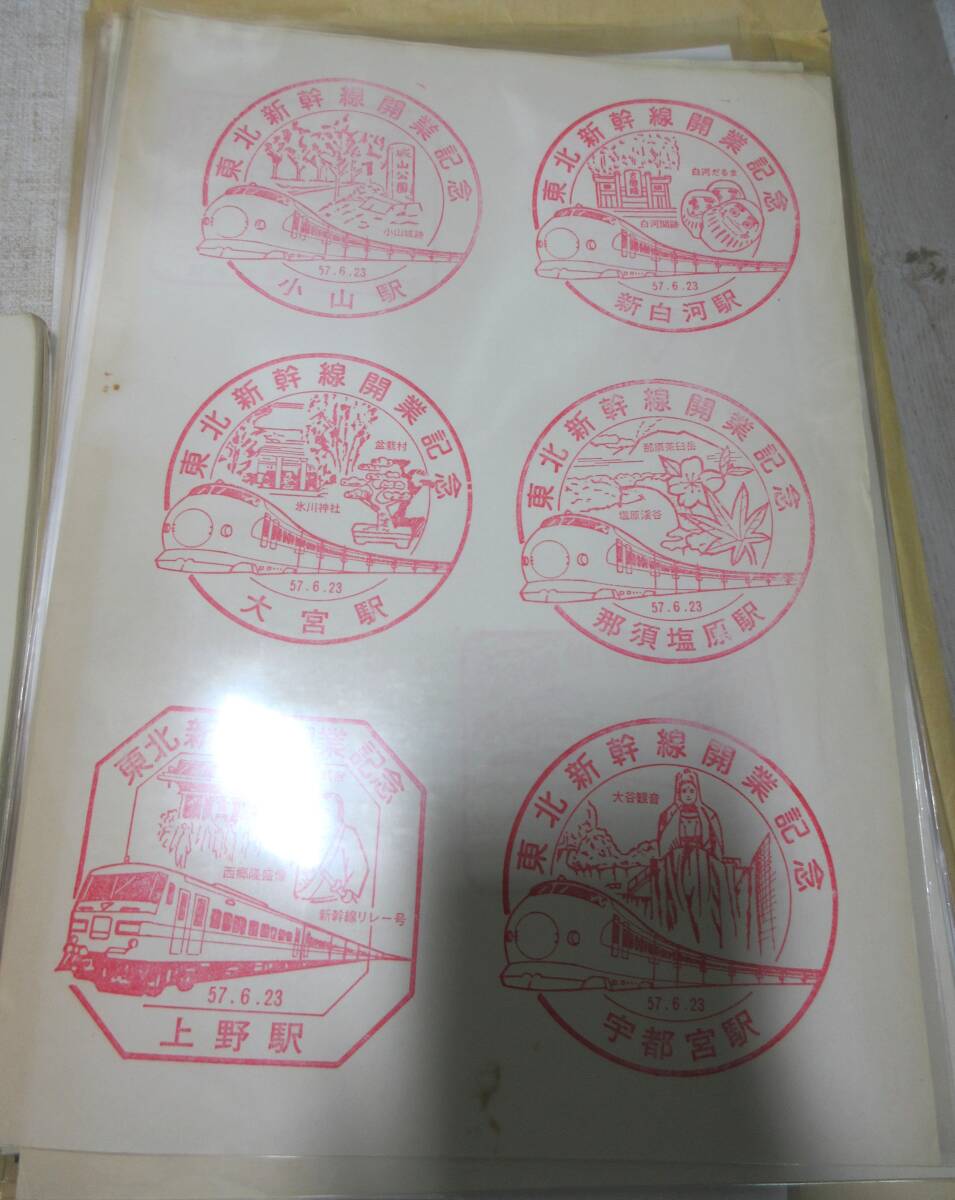 東北新幹線開業記念
城山公園
小山城跡
57.6.23
小山駅
東北新幹線開業記念
白河だるま
白河関跡
57.6.23
新白河駅
東北新幹線開業記念
盆栽村
氷川神社
57.6.23
大宮駅
東北新幹線開業記念
那須茶臼岳
塩原渓谷
57.6.23
那須塩原駅
東北新 業記念
西郷隆盛像
新幹線リレー号
57.6.23
上野駅
東北新幹線開業記念
大谷観音
57.6.23
宇都宮駅